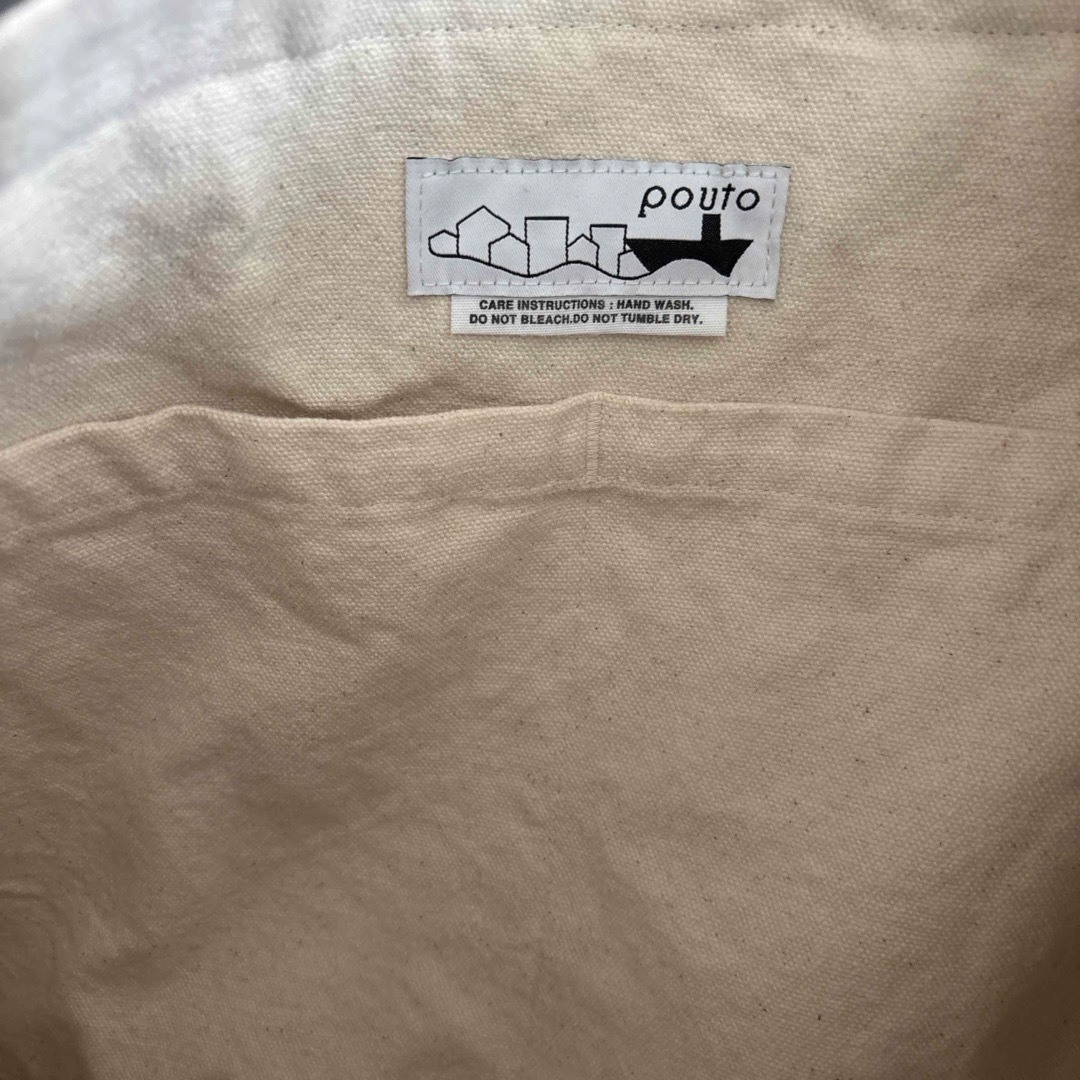 pouto
CARE INSTRUCTIONS : HAND WASH.
DO NOT BLEACH.DO NOT TUMBLE DRY.